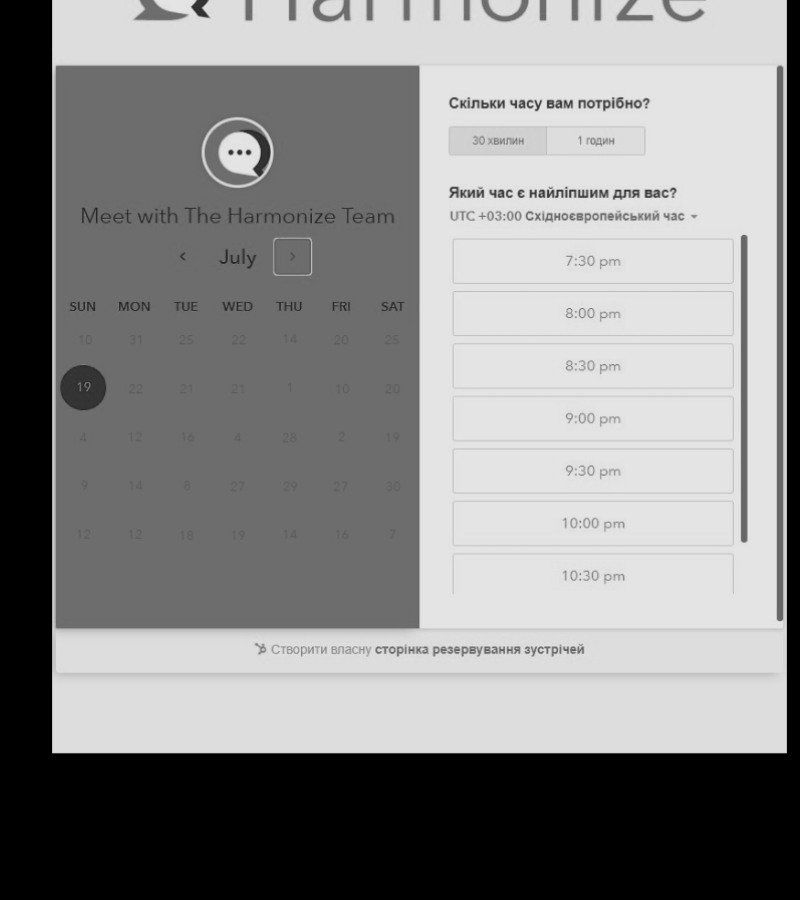 Harmonize
Meet with The Harmonize Team
July
SUN MON TUE WED THU FRI SAT
10 31 25 22 14 20 25
19 22 21 21 1 10 20
4 12 16 4 28 2 19
9 14 8 27 29 27 30
12 12 18 19 14 16 7
Скільки часу вам потрібно?
30 хвилин 1 годин
Який час є найліпшим для вас?
UTC +03:00 Східноєвропейський час
7:30 pm
8:00 pm
8:30 pm
9:00 pm
9:30 pm
10:00 pm
10:30 pm
Створити власну сторінка резервування зустрічей